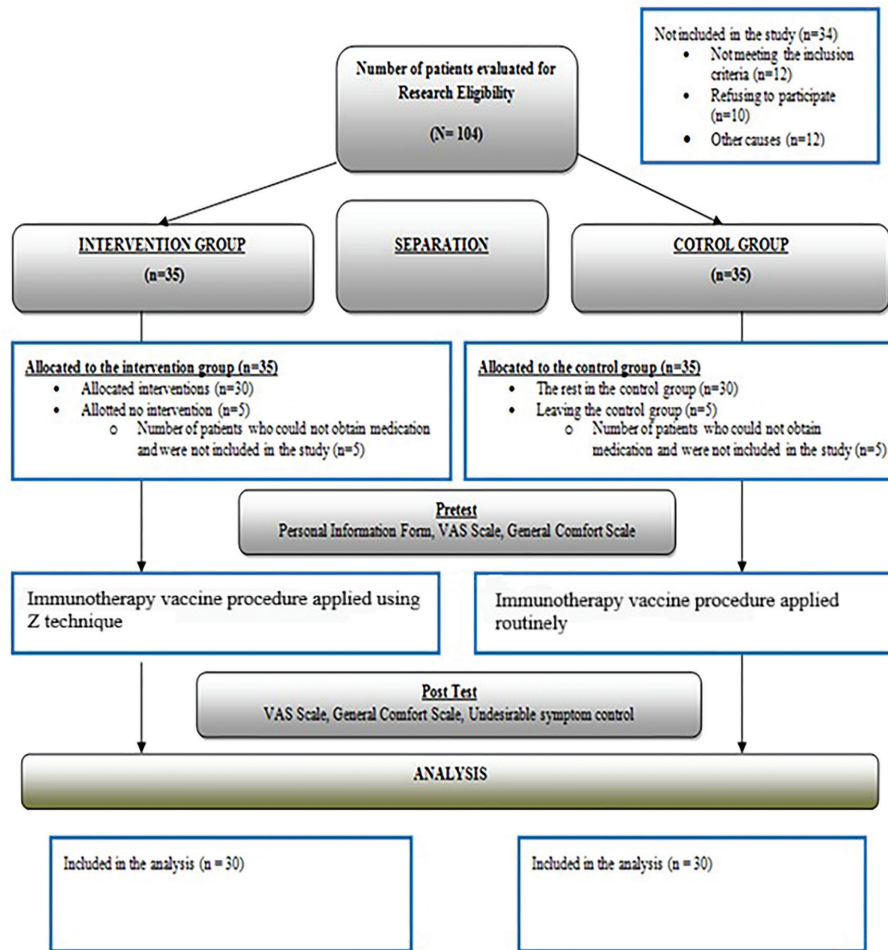 Number of patients evaluated for
Research Eligibility
(N= 104)
Not included in the study (n=34)
• Not meeting the inclusion
criteria (n=12)
• Refusing to participate
(n=10)
• Other causes (n=12)
INTERVENTION GROUP
(n=35)
SEPARATION
COTROL GROUP
(n=35)
Allocated to the intervention group (n=35)
• Allocated interventions (n=30)
• Allotted no intervention (n=5)
o Number of patients who could not obtain medication
and were not included in the study (n=5)
Allocated to the control group (n=35)
• The rest in the control group (n=30)
• Leaving the control group (n=5)
o Number of patients who could not obtain
medication and were not included in the study (n=5)
Pretest
Personal Information Form, VAS Scale, General Comfort Scale
Immunotherapy vaccine procedure applied using
Z technique
Immunotherapy vaccine procedure applied
routinely
Post Test
VAS Scale, General Comfort Scale, Undesirable symptom control
ANALYSIS
Included in the analysis (n = 30)
Included in the analysis (n = 30)